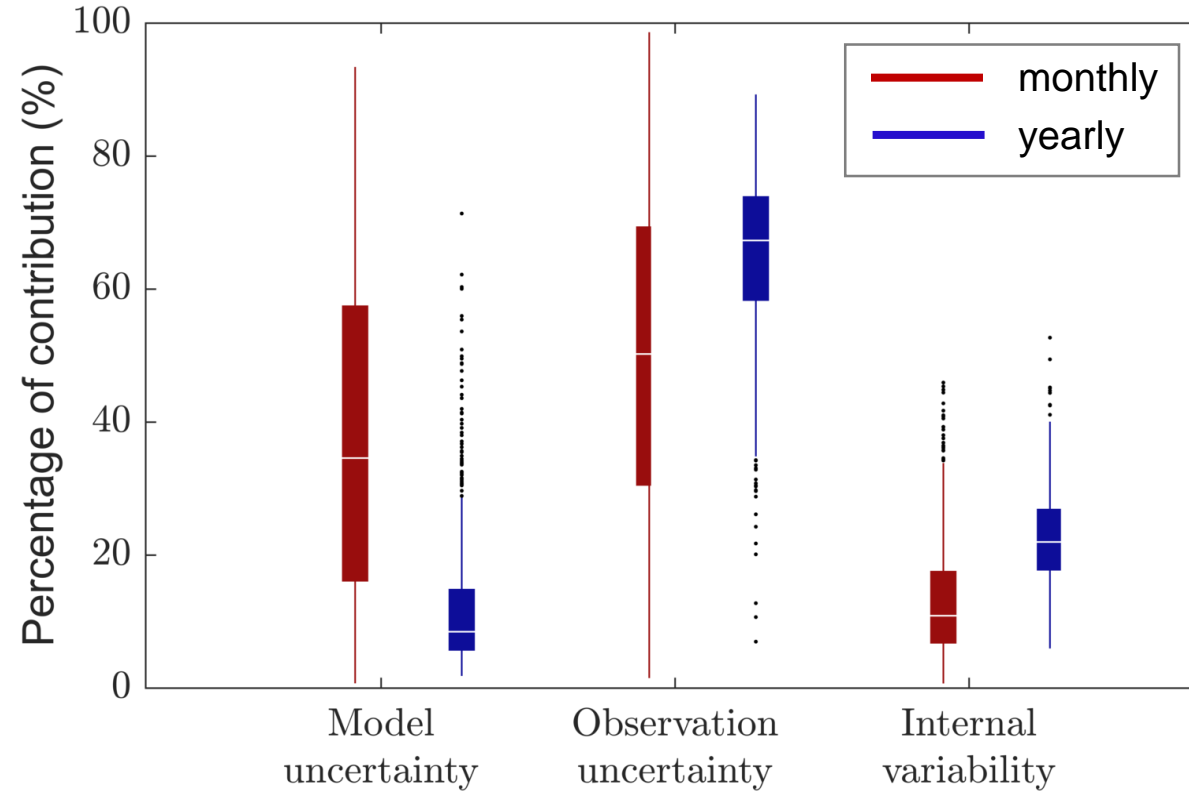 Percentage of contribution (%)
100
80
60
40
20
0
monthly
yearly
Model
uncertainty
Observation
uncertainty
Internal
variability